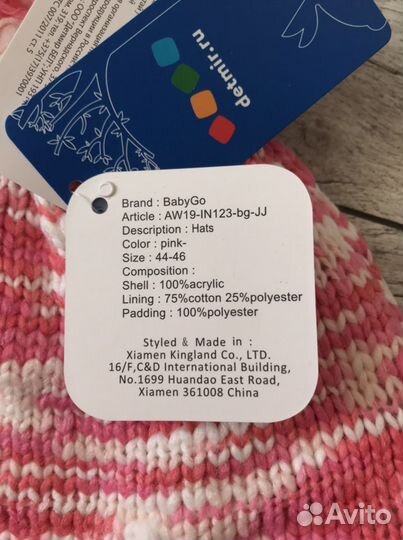 detmir.ru
Brand : BabyGo
Article : AW19-IN123-bg-JJ
Description : Hats
Color : pink-
Size : 44-46
Composition :
Shell : 100%acrylic
Lining : 75%cotton 25%polyester
Padding : 100%polyester
Styled & Made in :
Xiamen Kingland Co., LTD.
16/F,C&D International Building,
No.1699 Huandao East Road,
Xiamen 361008 China
Avito